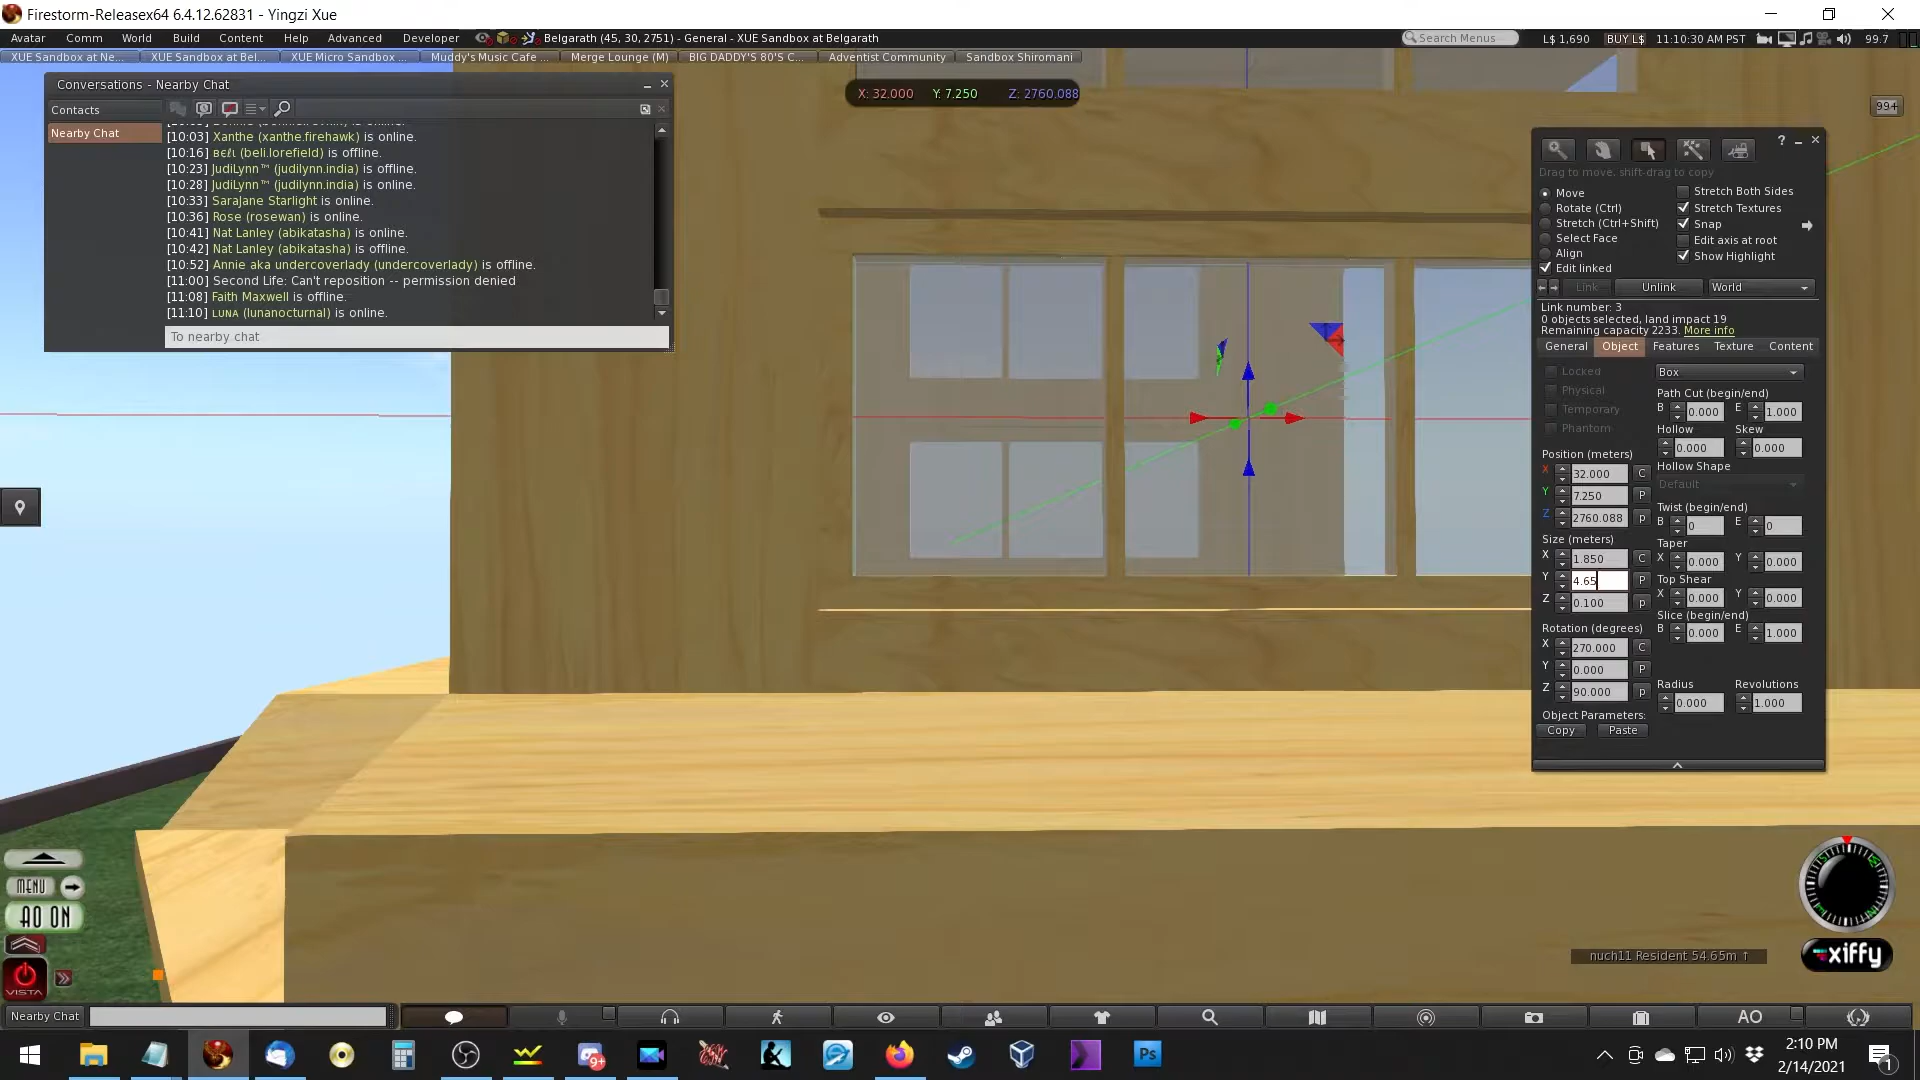 Firestorm-Releasex64 6.4.12.62831 - Yingzi Xue
Avatar Comm World Build Content Help Advanced Developer Belgarath (45, 30, 2751) - General - XUE Sandbox at Belgarath Search Menus L$ 1,690 BUY L$ 11:10:30 AM PST 99.7
XUE Sandbox at Ne... XUE Sandbox at Bel... XUE Micro Sandbox ... Muddy's Music Cafe ... Merge Lounge (M) BIG DADDY'S 80'S C... Adventist Community Sandbox Shiromani
Conversations - Nearby Chat
X: 32.000 Y: 7.250 Z: 2760.088
99+
Contacts
Nearby Chat
[10:03] Xanthe (xanthe.firehawk) is online.
[10:16] ʙєℓι (beli.lorefield) is offline.
[10:23] JudiLynn™ (judilynn.india) is offline.
[10:28] JudiLynn™ (judilynn.india) is online.
[10:33] SaraJane Starlight is online.
[10:36] Rose (rosewan) is online.
[10:41] Nat Lanley (abikatasha) is online.
[10:42] Nat Lanley (abikatasha) is offline.
[10:52] Annie aka undercoverlady (undercoverlady) is offline.
[11:00] Second Life: Can't reposition -- permission denied
[11:08] Faith Maxwell is offline.
[11:10] ʟᴜɴᴀ (lunanocturnal) is online.
To nearby chat
Drag to move, shift-drag to copy
Move
Rotate (Ctrl)
Stretch (Ctrl+Shift)
Select Face
Align
Edit linked
Stretch Both Sides
Stretch Textures
Snap
Edit axis at root
Show Highlight
Link Unlink World
Link number: 3
0 objects selected, land impact 19
Remaining capacity 2233. More info
General Object Features Texture Content
Locked
Physical
Temporary
Phantom
Position (meters)
X 32.000 C
Y 7.250 P
Z 2760.088 p
Size (meters)
X 1.850 C
Y 4.65 P
Z 0.100 p
Rotation (degrees)
X 270.000 C
Y 0.000 P
Z 90.000 p
Object Parameters:
Copy Paste
Box
Path Cut (begin/end)
B 0.000 E 1.000
Hollow Skew
0.000 0.000
Hollow Shape
Default
Twist (begin/end)
B 0 E 0
Taper
X 0.000 Y 0.000
Top Shear
X 0.000 Y 0.000
Slice (begin/end)
B 0.000 E 1.000
Radius Revolutions
0.000 1.000
MENU
AO ON
VISTA
nuch11 Resident 54.65m ↑
xiffy
Nearby Chat
AO
9+
Ps
2:10 PM
2/14/2021
1